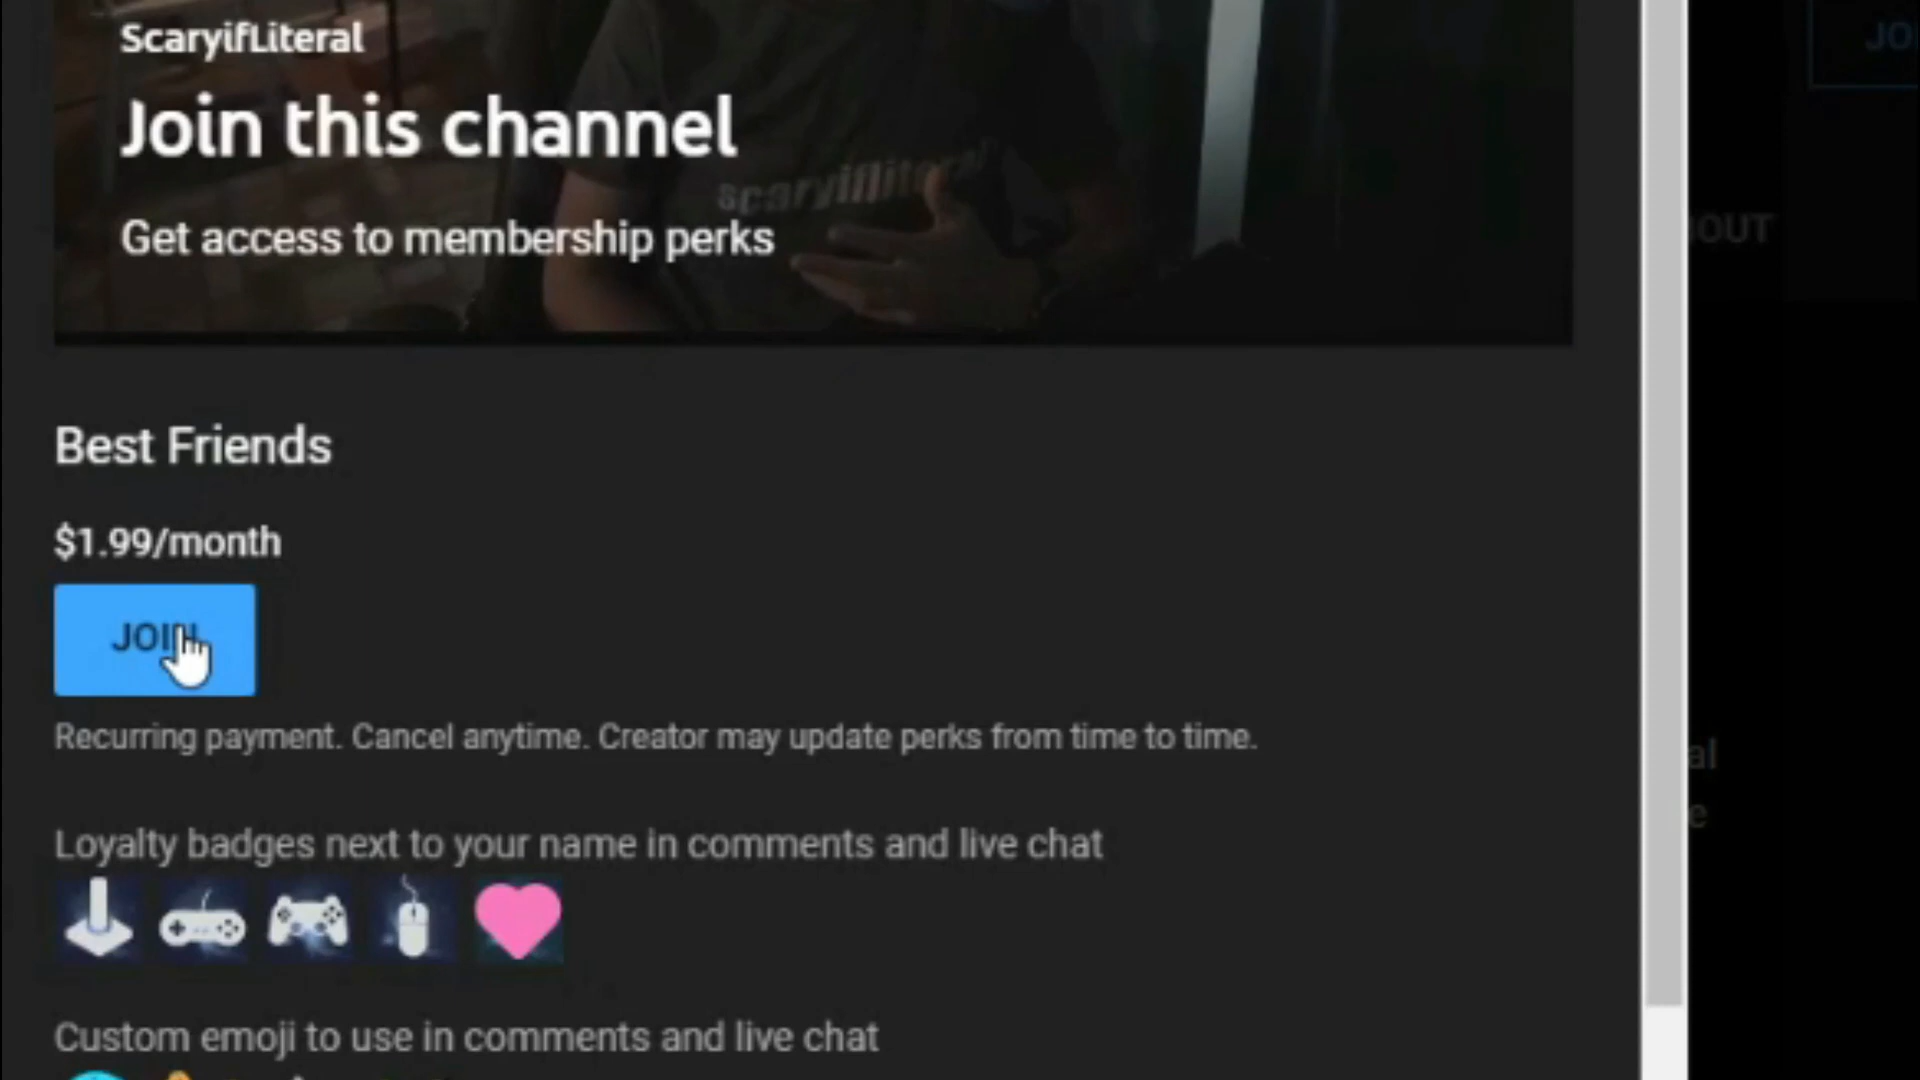 ScaryifLiteral
Join this channel
scaryifliteral
Get access to membership perks
Best Friends
$1.99/month
JOIN
Recurring payment. Cancel anytime. Creator may update perks from time to time.
Loyalty badges next to your name in comments and live chat
Custom emoji to use in comments and live chat